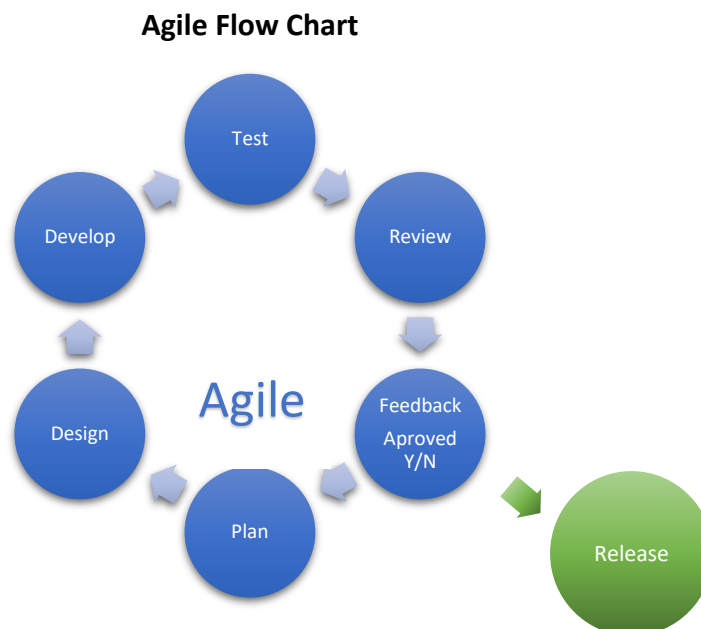 Agile Flow Chart
Test
Develop
Review
Agile
Feedback
Aproved
Y/N
Design
Plan
Release